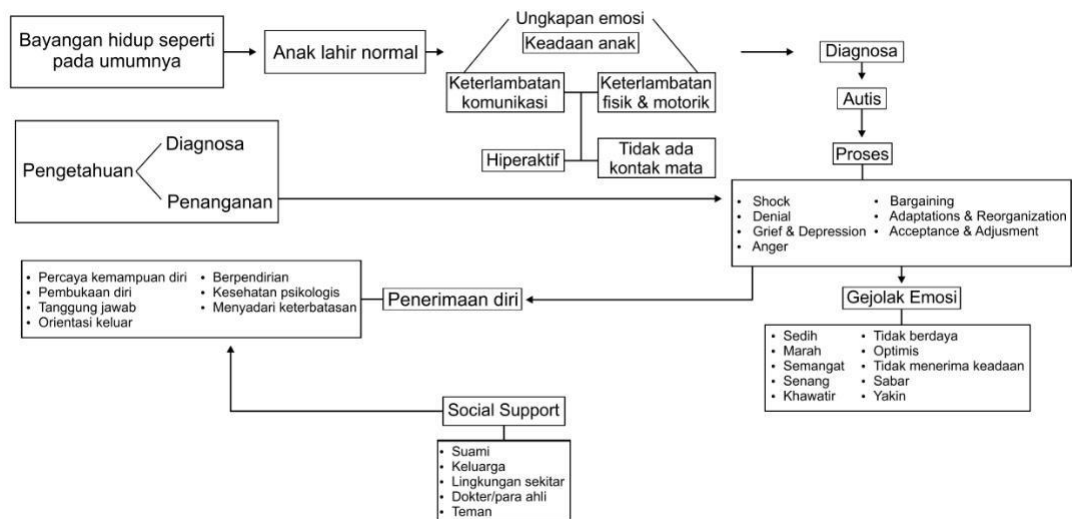 Bayangan hidup seperti
pada umumnya
Anak lahir normal
Ungkapan emosi
Keadaan anak
Keterlambatan
komunikasi
Keterlambatan
fisik & motorik
Hiperaktif
Tidak ada
kontak mata
Diagnosa
Autis
Proses
Pengetahuan
Diagnosa
Penanganan
• Shock
• Denial
• Grief & Depression
• Anger
• Bargaining
• Adaptations & Reorganization
• Acceptance & Adjusment
• Percaya kemampuan diri
• Pembukaan diri
• Tanggung jawab
• Orientasi keluar
• Berpendirian
• Kesehatan psikologis
• Menyadari keterbatasan
Penerimaan diri
Gejolak Emosi
• Sedih
• Marah
• Semangat
• Senang
• Khawatir
• Tidak berdaya
• Optimis
• Tidak menerima keadaan
• Sabar
• Yakin
Social Support
• Suami
• Keluarga
• Lingkungan sekitar
• Dokter/para ahli
• Teman